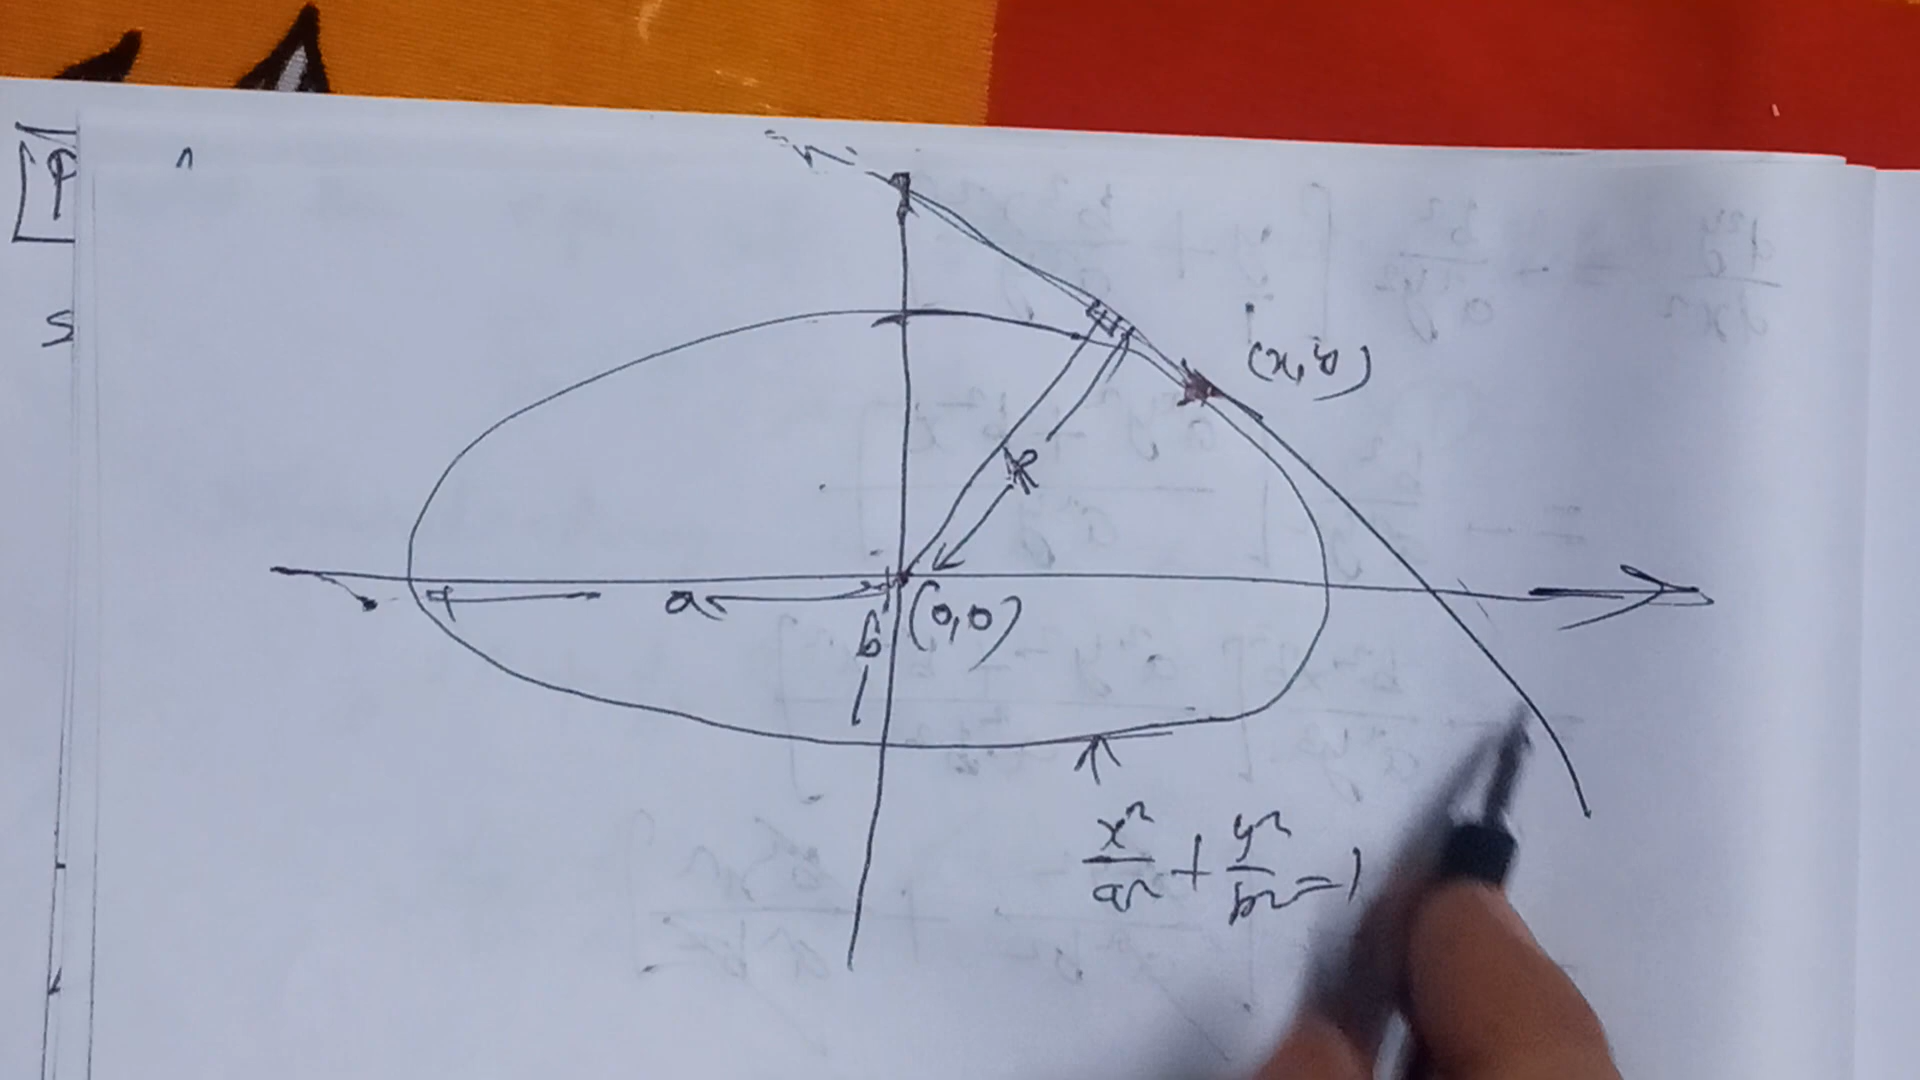 [P
S
(x,y)
p
a
b
(0,0)
x²/a² + y²/b² = 1